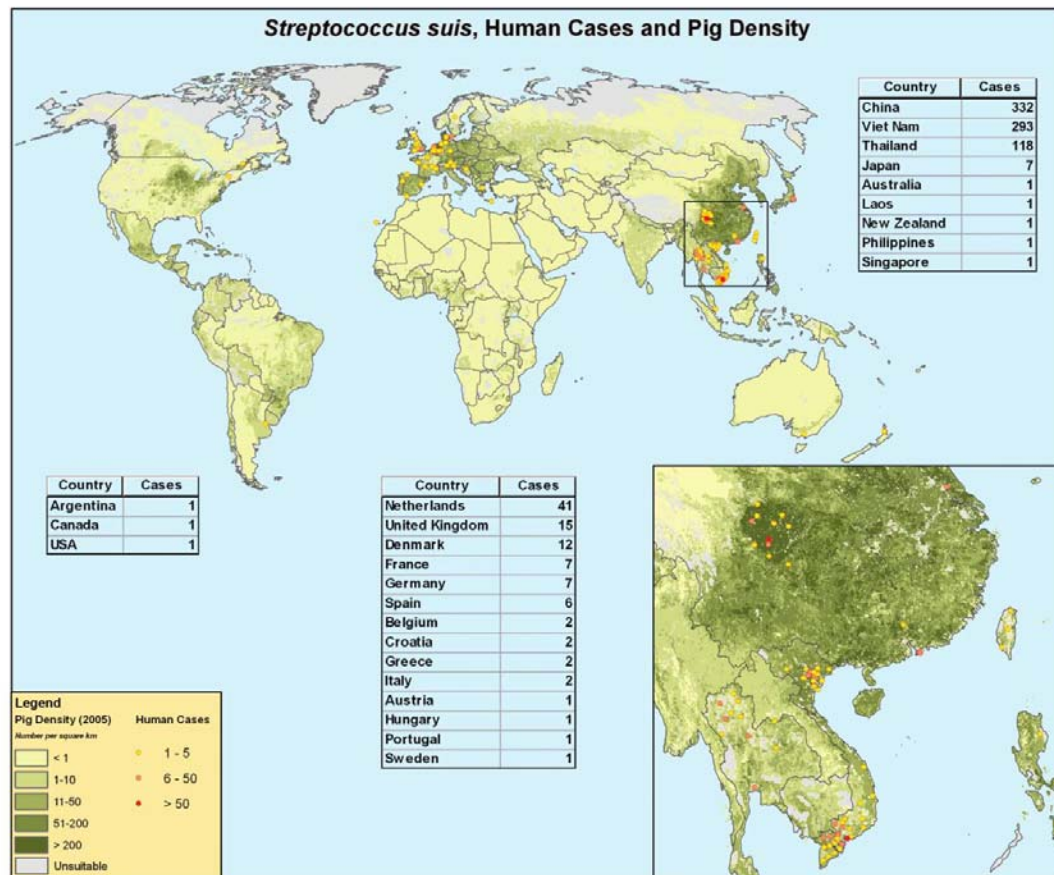 Streptococcus suis, Human Cases and Pig Density
Country Cases
China 332
Viet Nam 293
Thailand 118
Japan 7
Australia 1
Laos 1
New Zealand 1
Philippines 1
Singapore 1
Country Cases
Argentina 1
Canada 1
USA 1
Country Cases
Netherlands 41
United Kingdom 15
Denmark 12
France 7
Germany 7
Spain 6
Belgium 2
Croatia 2
Greece 2
Italy 2
Austria 1
Hungary 1
Portugal 1
Sweden 1
Legend
Pig Density (2005) Human Cases
Number per square km
< 1
1-10
11-50
51-200
> 200
Unsuitable
1 - 5
6 - 50
> 50